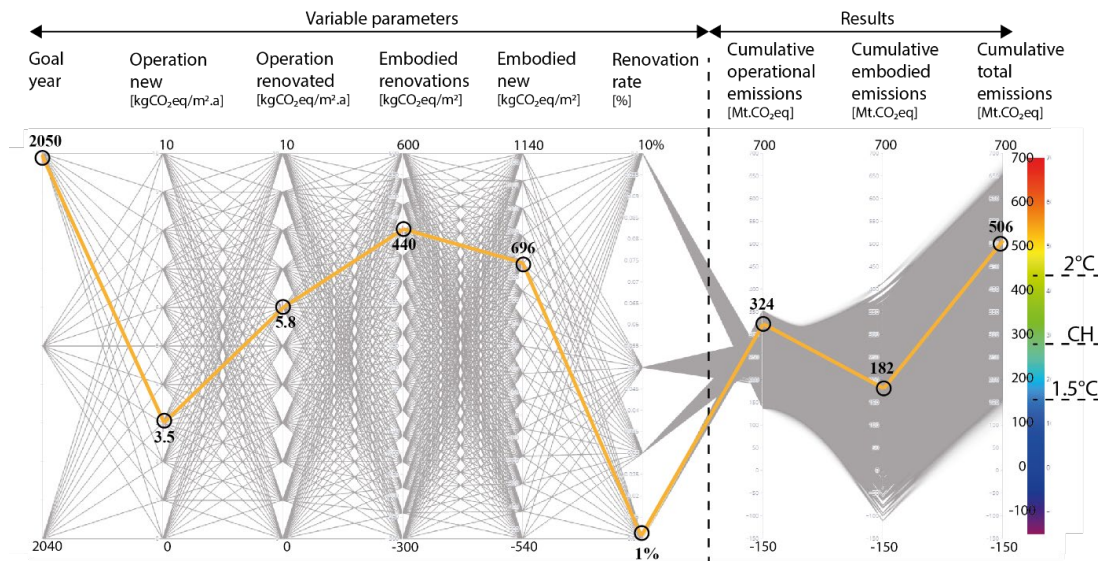 Variable parameters
Results
Goal year
Operation new [kgCO₂eq/m².a]
Operation renovated [kgCO₂eq/m².a]
Embodied renovations [kgCO₂eq/m²]
Embodied new [kgCO₂eq/m²]
Renovation rate [%]
Cumulative operational emissions [Mt.CO₂eq]
Cumulative embodied emissions [Mt.CO₂eq]
Cumulative total emissions [Mt.CO₂eq]
2050
10
10
600
1140
10%
700
700
700
3.5
5.8
440
696
1%
324
182
506
2040
0
0
-300
-540
-150
-150
-150
700
600
500
400
300
200
100
0
-100
2°C
CH
1.5°C